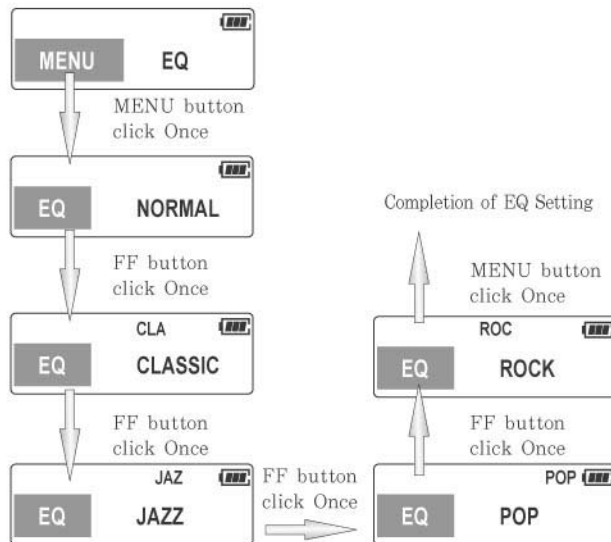 MENU EQ
MENU button
click Once
EQ NORMAL
FF button
click Once
CLA
EQ CLASSIC
FF button
click Once
JAZ
EQ JAZZ
FF button
click Once
POP
EQ POP
FF button
click Once
ROC
EQ ROCK
MENU button
click Once
Completion of EQ Setting